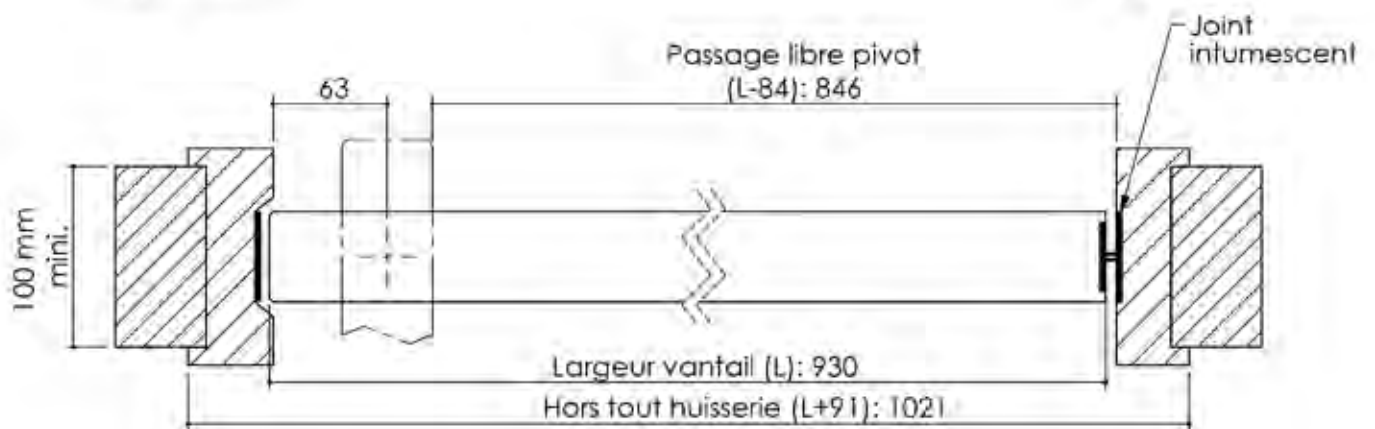 Joint
intumescent
Passage libre pivot
(L-84): 846
63
100 mm
mini.
Largeur vantail (L): 930
Hors tout huisserie (L+91): 1021